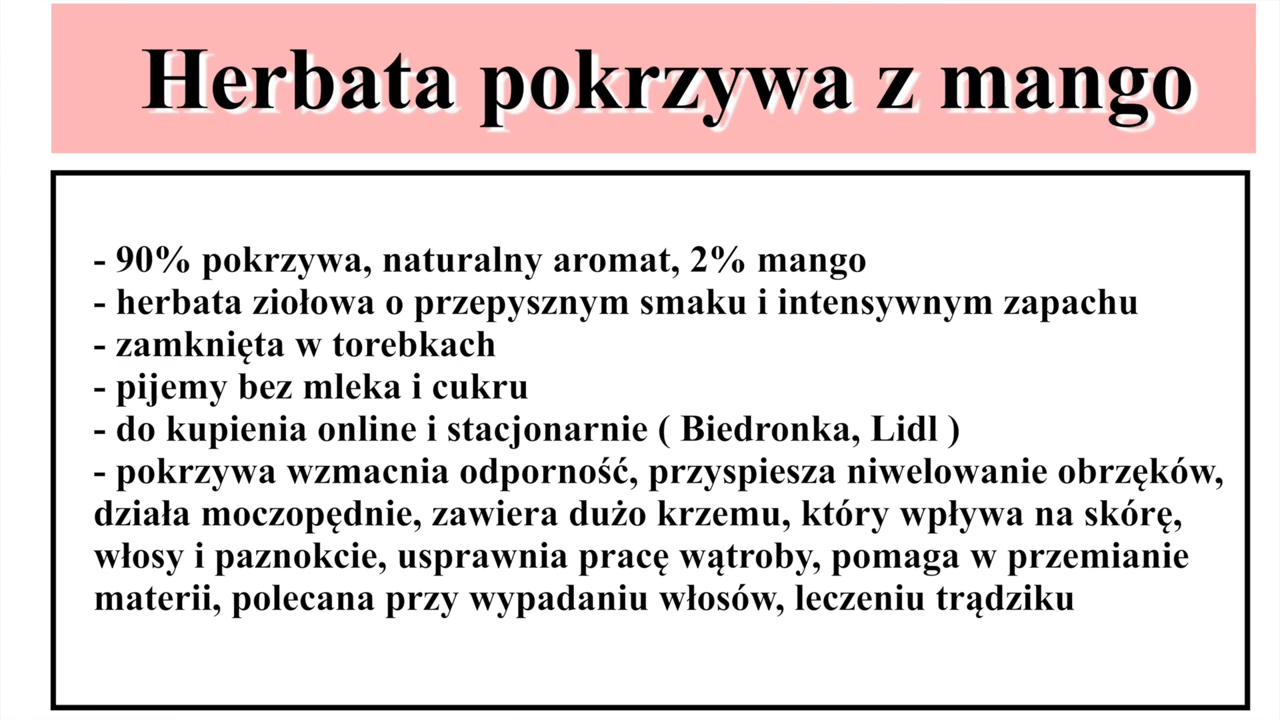 Herbata pokrzywa z mango
- 90% pokrzywa, naturalny aromat, 2% mango
- herbata ziołowa o przepysznym smaku i intensywnym zapachu
- zamknięta w torebkach
- pijemy bez mleka i cukru
- do kupienia online i stacjonarnie ( Biedronka, Lidl )
- pokrzywa wzmacnia odporność, przyspiesza niwelowanie obrzęków,
działa moczopędnie, zawiera dużo krzemu, który wpływa na skórę,
włosy i paznokcie, usprawnia pracę wątroby, pomaga w przemianie
materii, polecana przy wypadaniu włosów, leczeniu trądziku